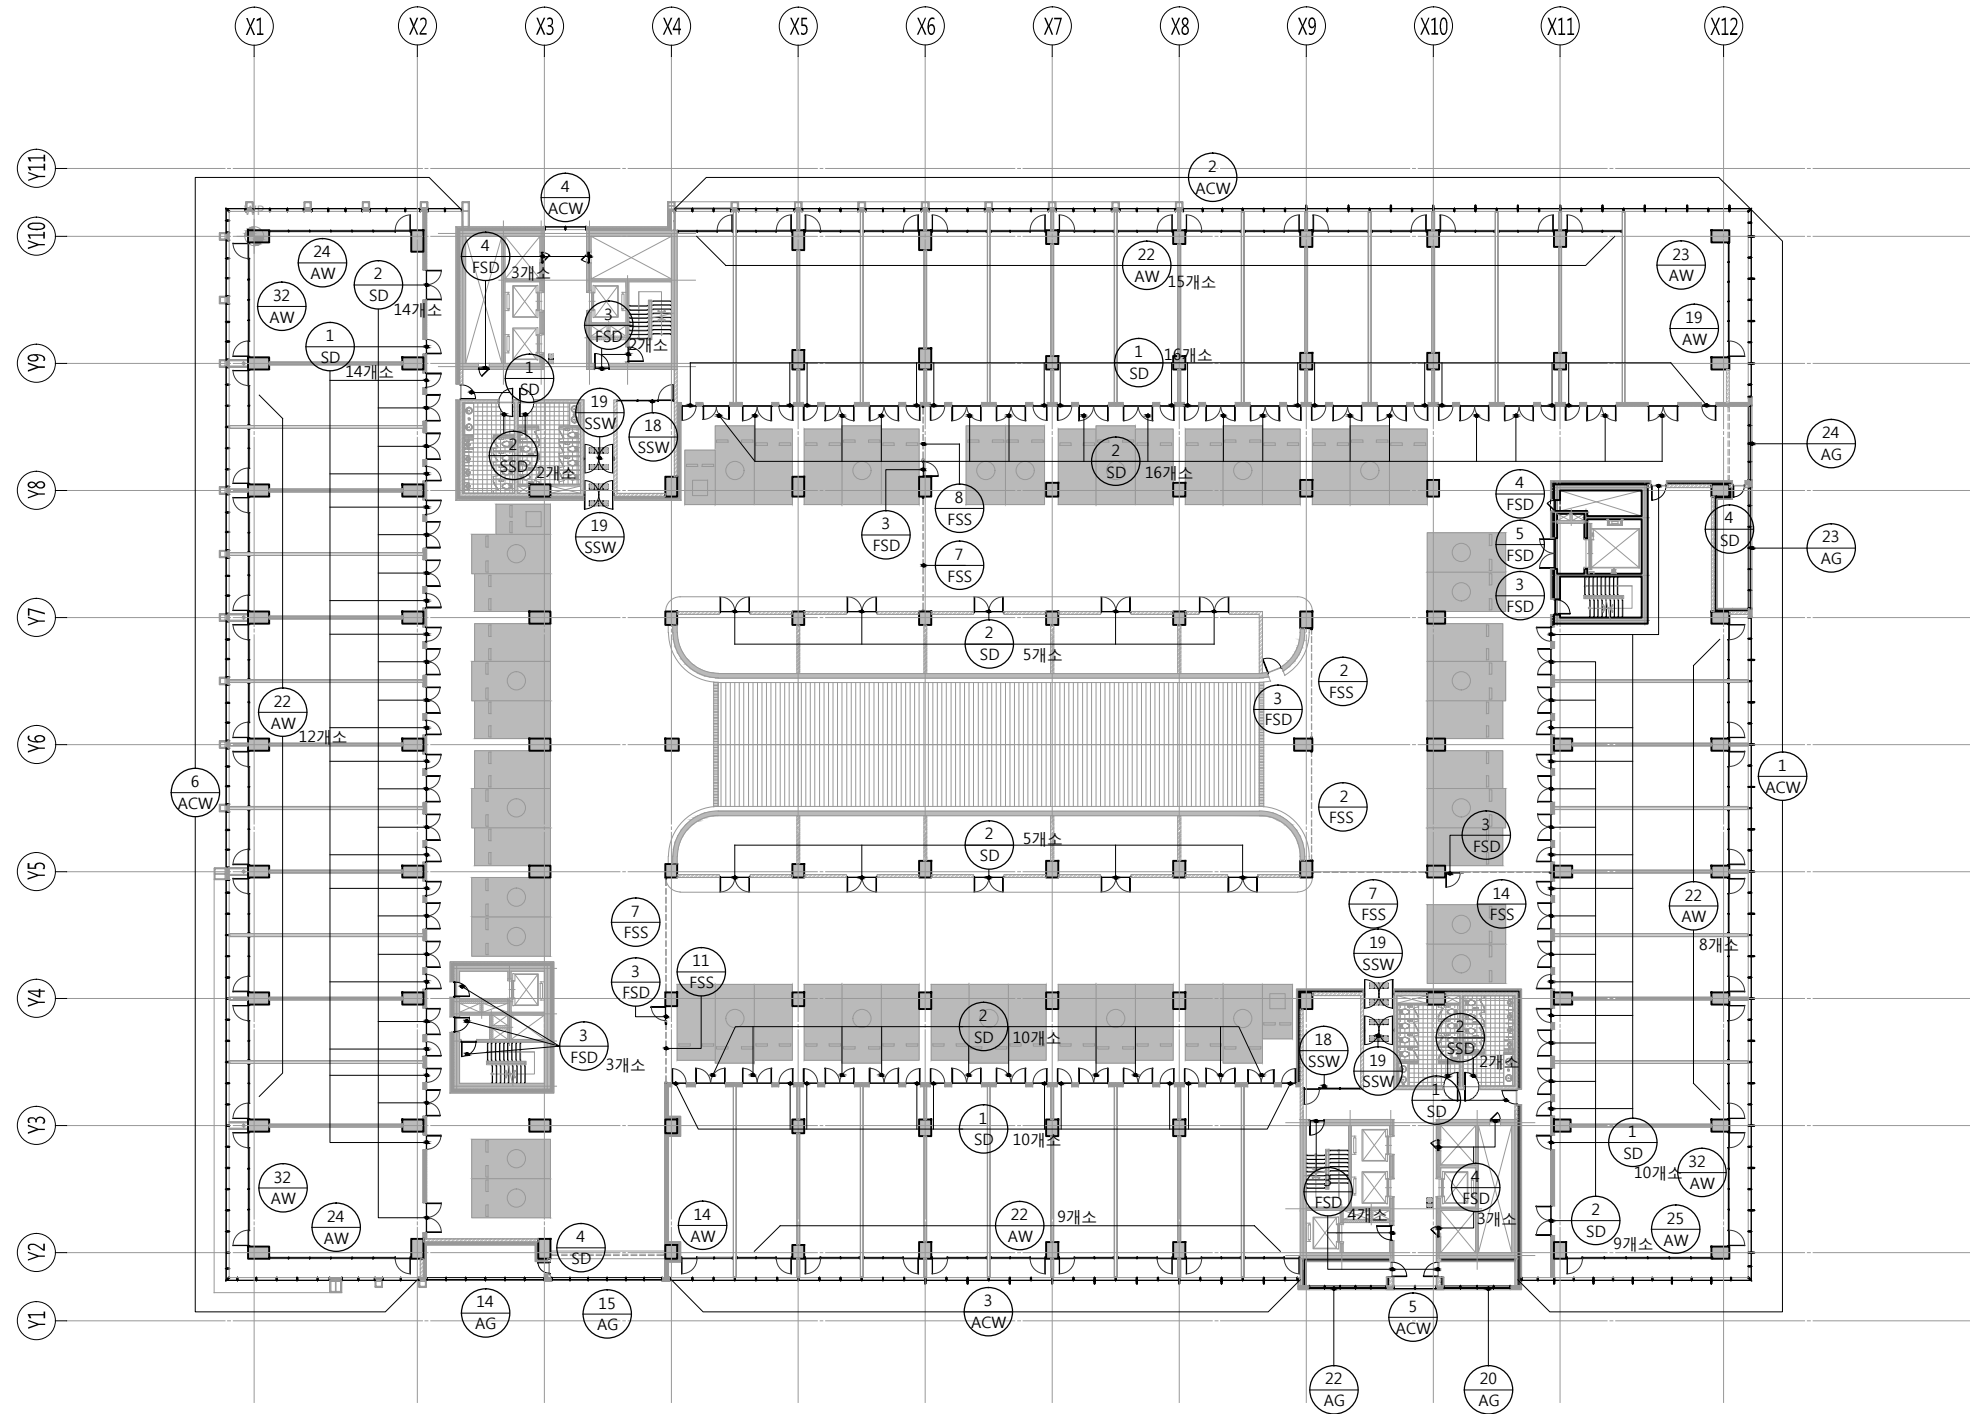 X1
X2
X3
X4
X5
X6
X7
X8
X9
X10
X11
X12
Y11
2
ACW
4
ACW
Y10
24
AW
4
FSD
3개소
22
AW
15개소
23
AW
2
SD
14개소
32
AW
3
FSD
2개소
19
AW
1
SD
14개소
Y9
1
SD
16개소
1
SD
19
SSW
18
SSW
2
SSD
2개소
2
SD
16개소
24
AG
Y8
8
FSS
4
FSD
4
SD
19
SSW
3
FSD
5
FSD
23
AG
7
FSS
3
FSD
Y7
2
SD
5개소
2
FSS
22
AW
12개소
3
FSD
Y6
6
ACW
1
ACW
2
FSS
2
SD
5개소
3
FSD
Y5
7
FSS
7
FSS
14
FSS
22
AW
8개소
19
SSW
11
FSS
3
FSD
Y4
2
SD
10개소
3
FSD
3개소
18
SSW
19
SSW
2
SSD
2개소
1
SD
Y3
1
SD
10개소
1
SD
10개소
32
AW
32
AW
3
FSD
4개소
4
FSD
3개소
24
AW
14
AW
22
AW
9개소
2
SD
9개소
25
AW
Y2
4
SD
14
AG
15
AG
3
ACW
5
ACW
Y1
22
AG
20
AG